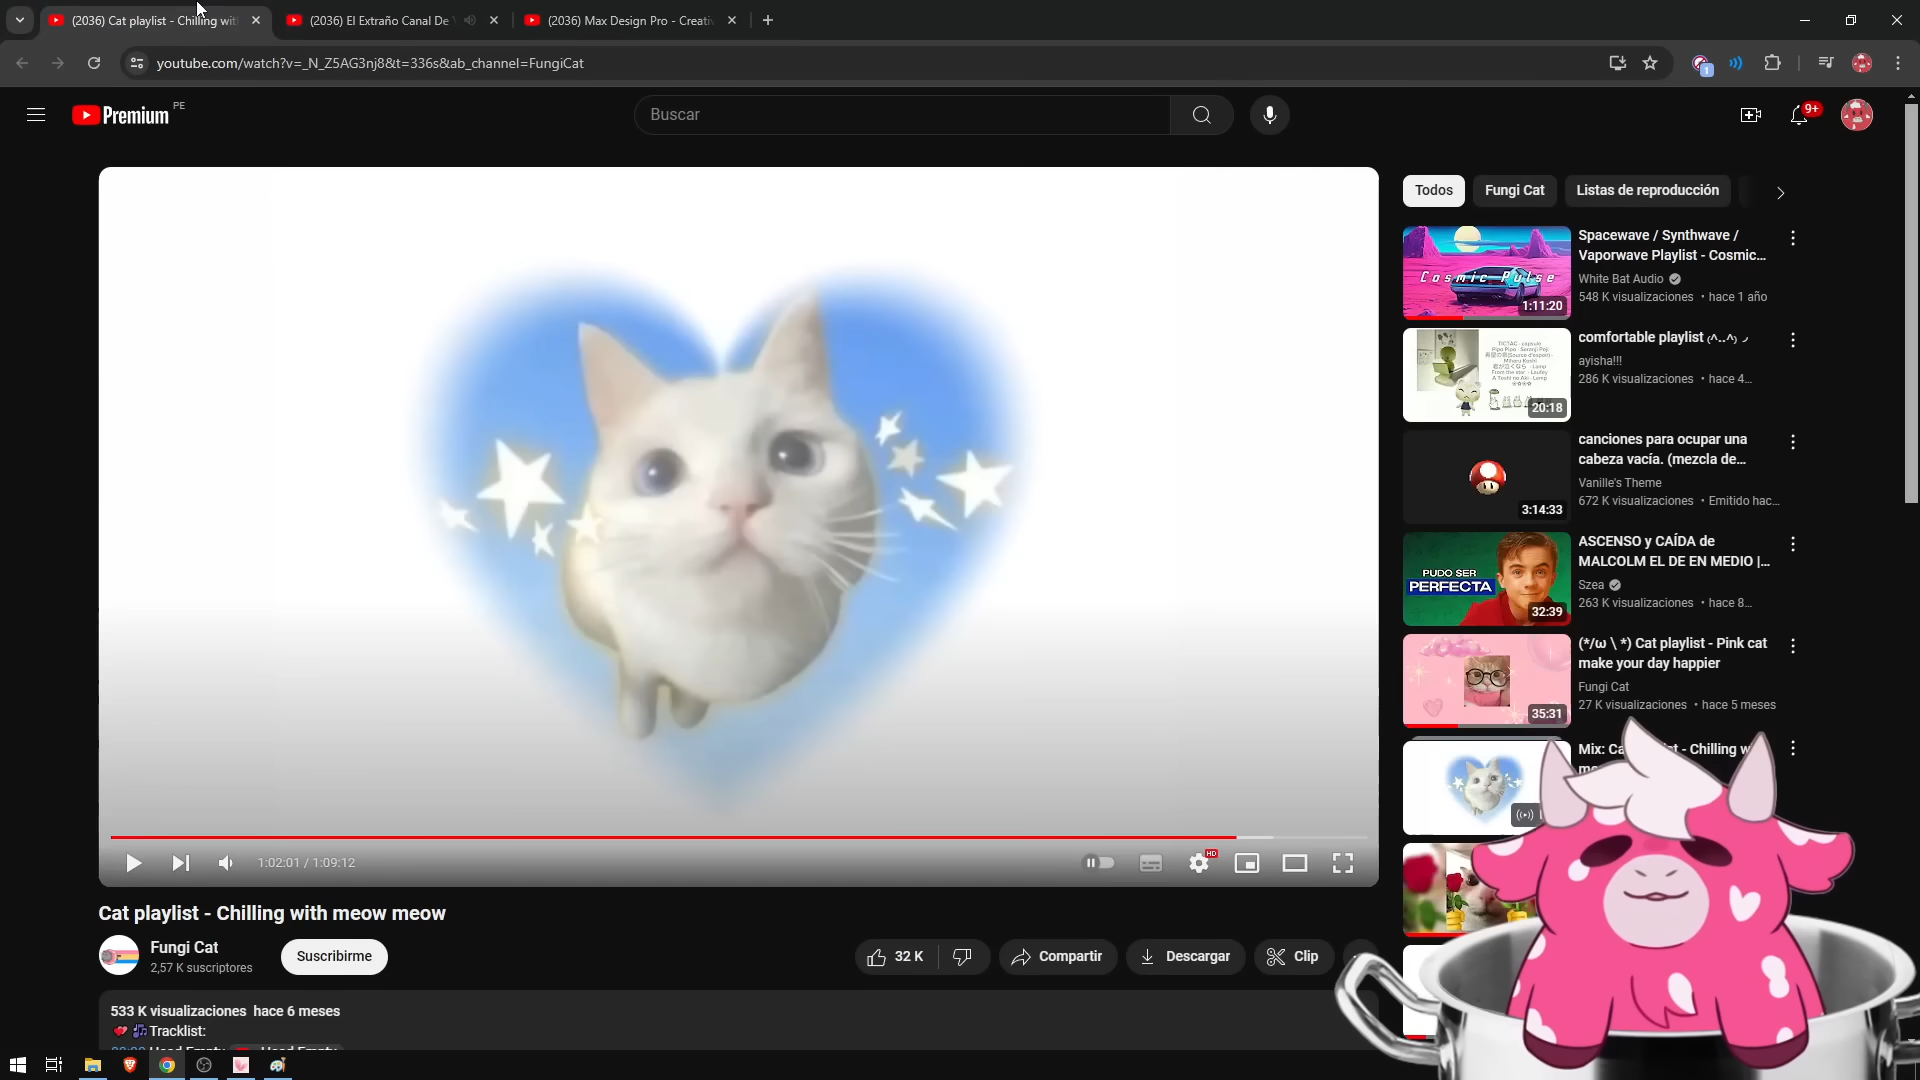 (2036) Cat playlist - Chilling wit
(2036) El Extraño Canal De
(2036) Max Design Pro - Creati
youtube.com/watch?v=_N_Z5AG3nj8&t=336s&ab_channel=FungiCat
1
Premium PE
Buscar
9+
Todos
Fungi Cat
Listas de reproducción
Cosmic Pulse
1:11:20
Spacewave / Synthwave /
Vaporwave Playlist - Cosmic...
White Bat Audio
548 K visualizaciones • hace 1 año
20:18
comfortable playlist
ayisha!!!
286 K visualizaciones • hace 4...
3:14:33
canciones para ocupar una
cabeza vacía. (mezcla de...
Vanille's Theme
672 K visualizaciones • Emitido hac...
PUDO SER
PERFECTA
32:39
ASCENSO y CAÍDA de
MALCOLM EL DE EN MEDIO |...
Szea
263 K visualizaciones • hace 8...
35:31
(*/ω \ *) Cat playlist - Pink cat
make your day happier
Fungi Cat
27 K visualizaciones • hace 5 meses
Mix: - Chilling
1:02:01 / 1:09:12
HD
Cat playlist - Chilling with meow meow
Fungi Cat
2,57 K suscriptores
Suscribirme
32 K
Compartir
Descargar
Clip
533 K visualizaciones hace 6 meses
Tracklist: